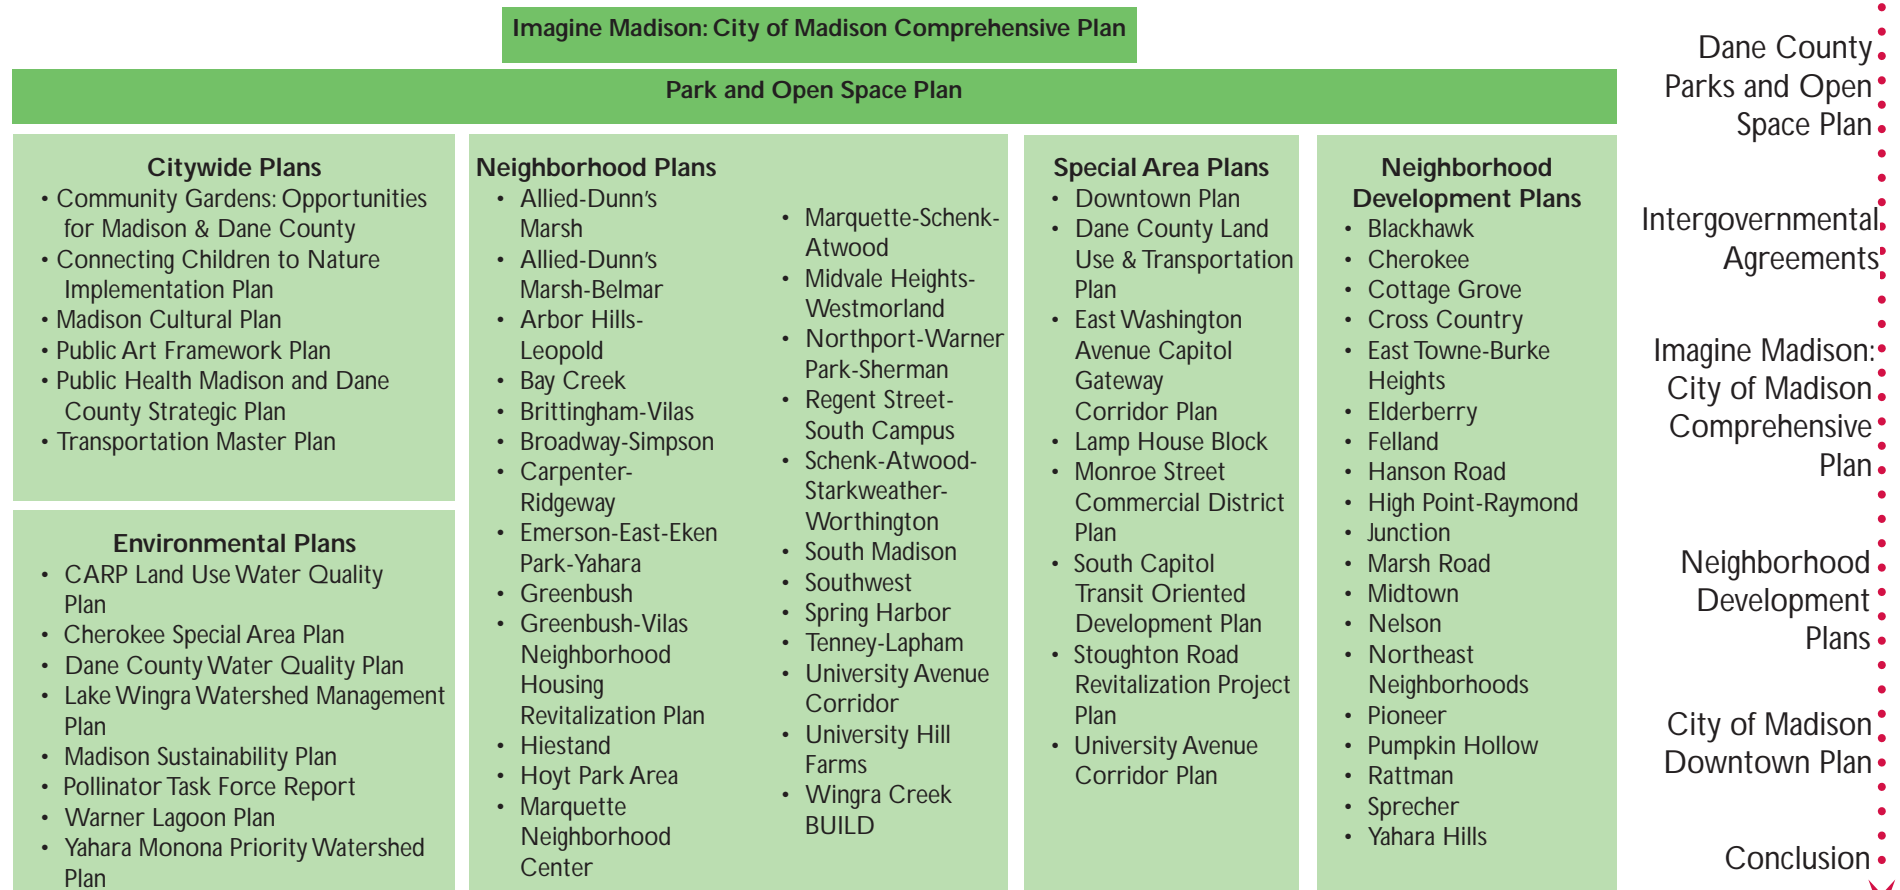 Imagine Madison: City of Madison Comprehensive Plan
Park and Open Space Plan
Citywide Plans
• Community Gardens: Opportunities
for Madison & Dane County
• Connecting Children to Nature
Implementation Plan
• Madison Cultural Plan
• Public Art Framework Plan
• Public Health Madison and Dane
County Strategic Plan
• Transportation Master Plan
Environmental Plans
• CARP Land Use Water Quality
Plan
• Cherokee Special Area Plan
• Dane County Water Quality Plan
• Lake Wingra Watershed Management
Plan
• Madison Sustainability Plan
• Pollinator Task Force Report
• Warner Lagoon Plan
• Yahara Monona Priority Watershed
Plan
Neighborhood Plans
• Allied-Dunn's
Marsh
• Allied-Dunn's
Marsh-Belmar
• Arbor Hills-
Leopold
• Bay Creek
• Brittingham-Vilas
• Broadway-Simpson
• Carpenter-
Ridgeway
• Emerson-East-Eken
Park-Yahara
• Greenbush
• Greenbush-Vilas
Neighborhood
Housing
Revitalization Plan
• Hiestand
• Hoyt Park Area
• Marquette
Neighborhood
Center
• Marquette-Schenk-
Atwood
• Midvale Heights-
Westmorland
• Northport-Warner
Park-Sherman
• Regent Street-
South Campus
• Schenk-Atwood-
Starkweather-
Worthington
• South Madison
• Southwest
• Spring Harbor
• Tenney-Lapham
• University Avenue
Corridor
• University Hill
Farms
• Wingra Creek
BUILD
Special Area Plans
• Downtown Plan
• Dane County Land
Use & Transportation
Plan
• East Washington
Avenue Capitol
Gateway
Corridor Plan
• Lamp House Block
• Monroe Street
Commercial District
Plan
• South Capitol
Transit Oriented
Development Plan
• Stoughton Road
Revitalization Project
Plan
• University Avenue
Corridor Plan
Neighborhood
Development Plans
• Blackhawk
• Cherokee
• Cottage Grove
• Cross Country
• East Towne-Burke
Heights
• Elderberry
• Felland
• Hanson Road
• High Point-Raymond
• Junction
• Marsh Road
• Midtown
• Nelson
• Northeast
Neighborhoods
• Pioneer
• Pumpkin Hollow
• Rattman
• Sprecher
• Yahara Hills
Dane County
Parks and Open
Space Plan
Intergovernmental
Agreements
Imagine Madison:
City of Madison
Comprehensive
Plan
Neighborhood
Development
Plans
City of Madison
Downtown Plan
Conclusion